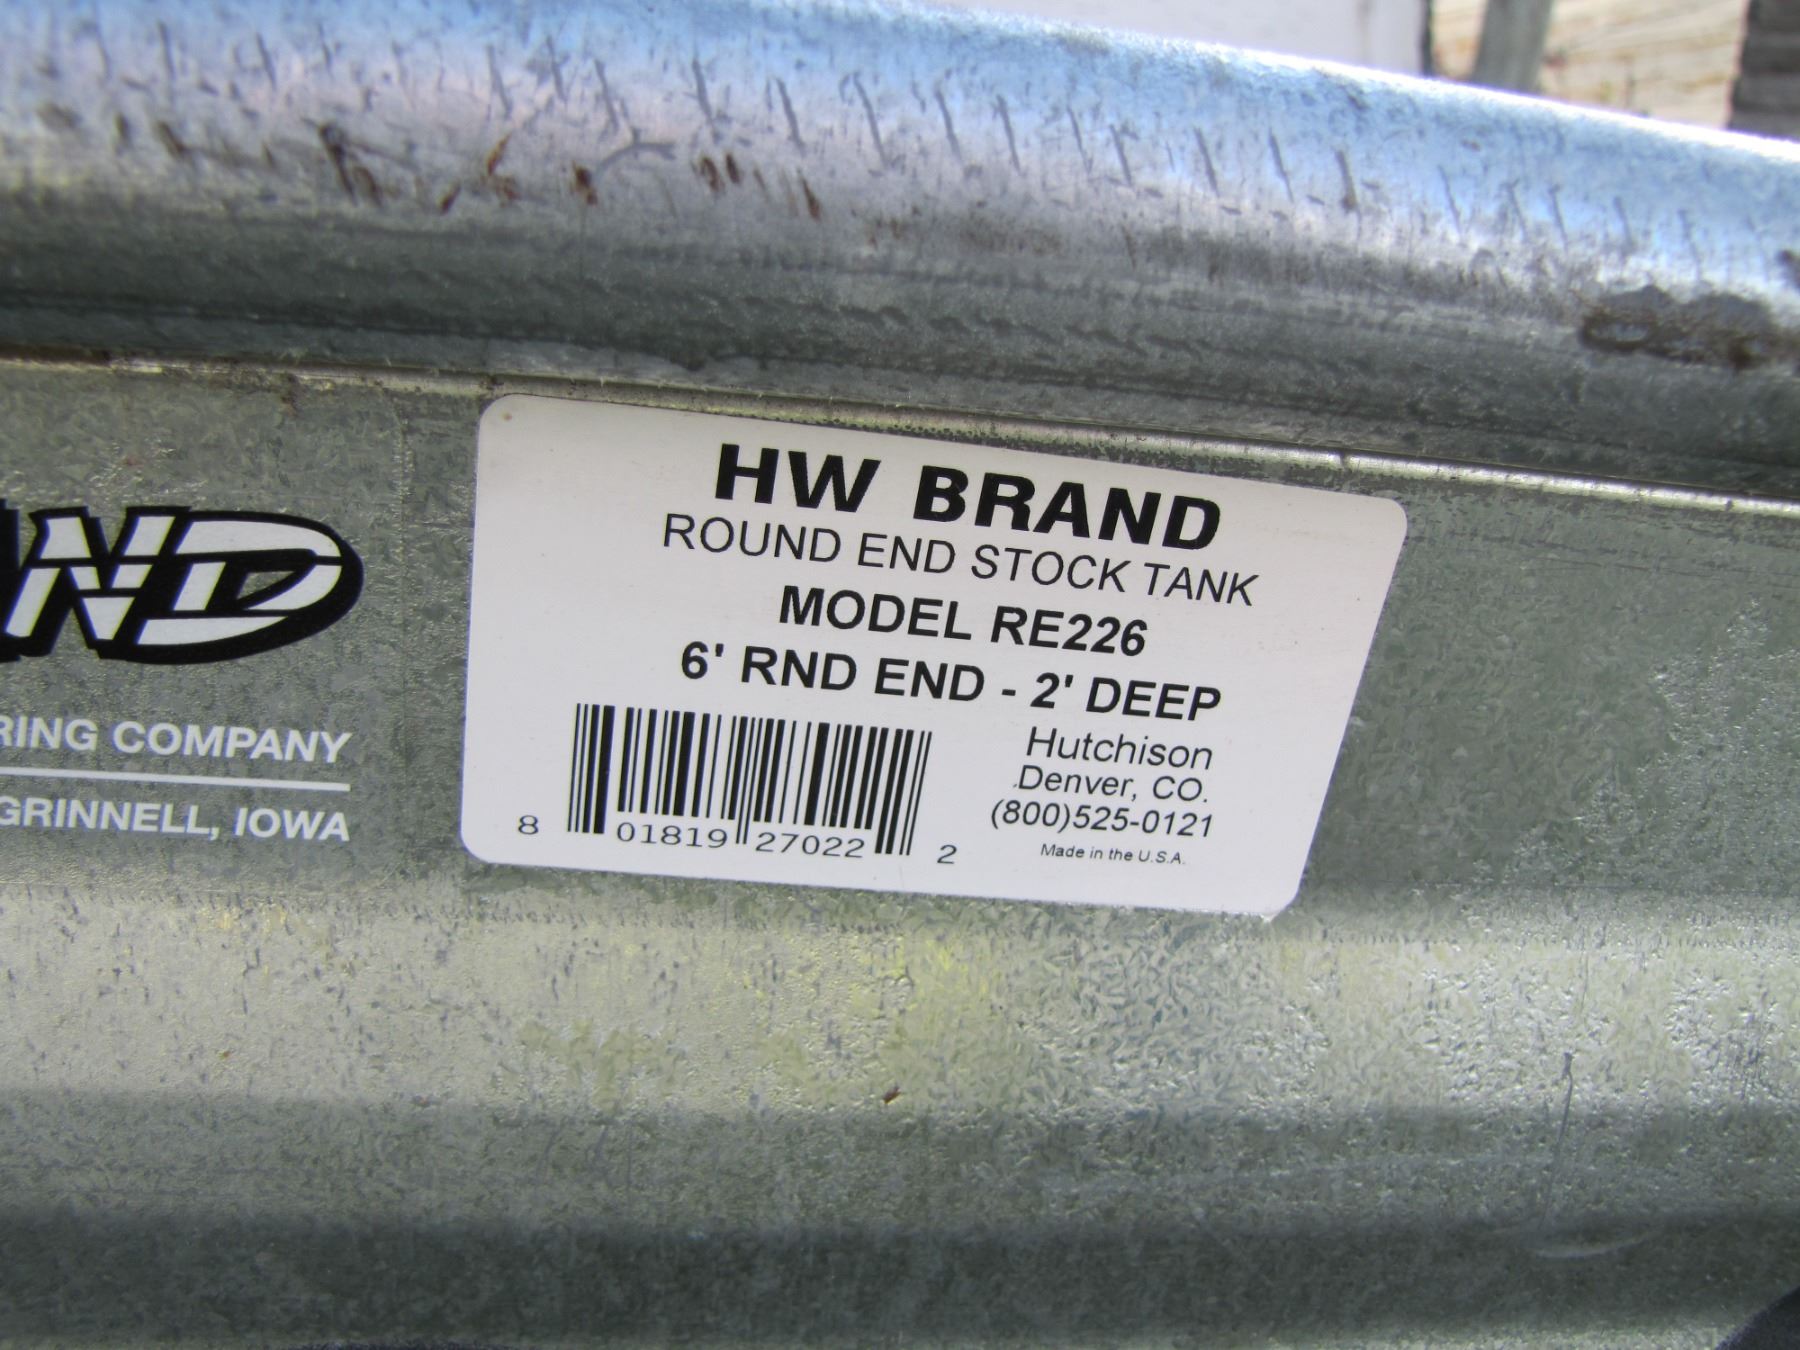 HW BRAND
ROUND END STOCK TANK
MODEL RE226
6' RND END - 2' DEEP
Hutchison
Denver, CO.
(800)525-0121
Made in the U.S.A.
8 01819 27022 2
COMPANY
GRINNELL, IOWA